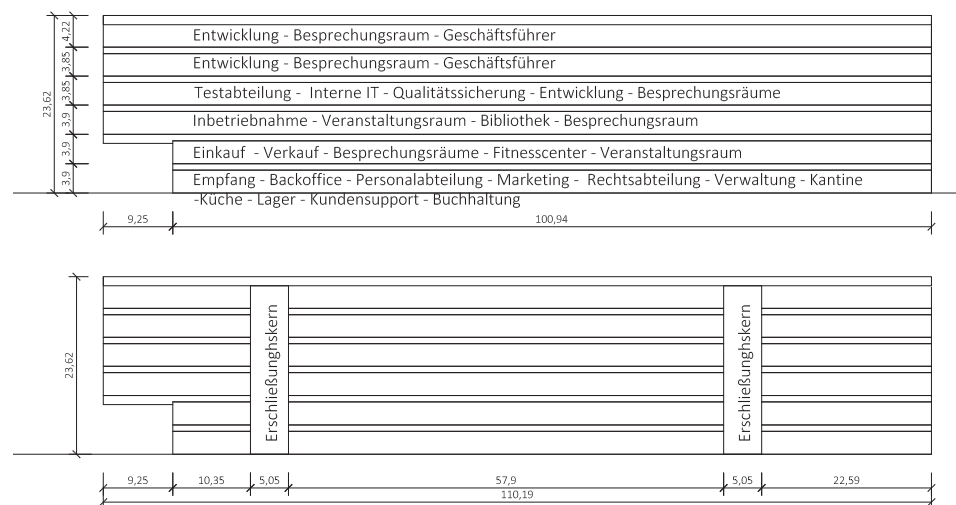 4,22
Entwicklung - Besprechungsraum - Geschäftsführer
3,85
Entwicklung - Besprechungsraum - Geschäftsführer
3,85
Testabteilung - Interne IT - Qualitätssicherung - Entwicklung - Besprechungsräume
23,62
3,9
Inbetriebnahme - Veranstaltungsraum - Bibliothek - Besprechungsraum
3,9
Einkauf - Verkauf - Besprechungsräume - Fitnesscenter - Veranstaltungsraum
3,9
Empfang - Backoffice - Personalabteilung - Marketing - Rechtsabteilung - Verwaltung - Kantine
-Küche - Lager - Kundensupport - Buchhaltung
9,25 100,94
23,62
Erschließunghskern
Erschließunghskern
9,25 10,35 5,05 57,9 5,05 22,59
110,19